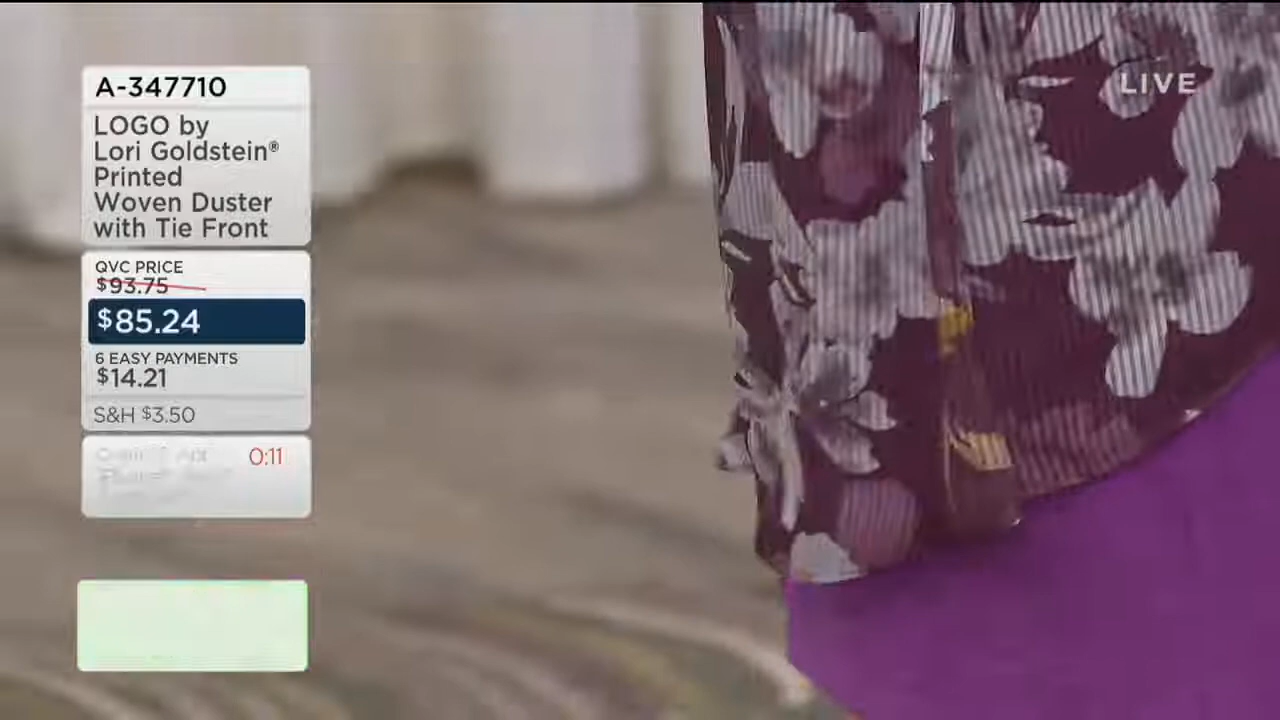 A-347710
LOGO by
Lori Goldstein®
Printed
Woven Duster
with Tie Front
QVC PRICE
$93.75
$85.24
6 EASY PAYMENTS
$14.21
S&H $3.50
0:11
LIVE